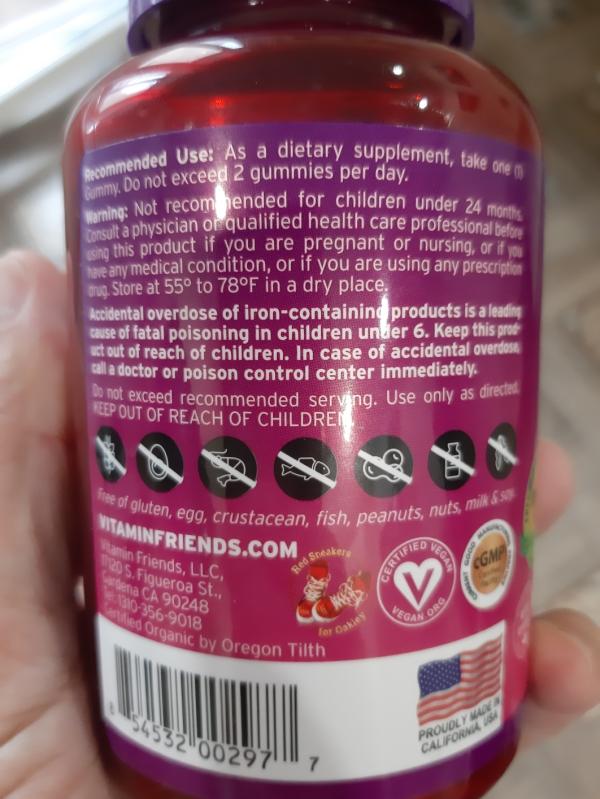 Recommended Use: As a dietary supplement, take one (1)
Gummy. Do not exceed 2 gummies per day.
Warning: Not recommended for children under 24 months.
Consult a physician or qualified health care professional before
using this product if you are pregnant or nursing, or if you
have any medical condition, or if you are using any prescription
drug. Store at 55° to 78°F in a dry place.
Accidental overdose of iron-containing products is a leading
cause of fatal poisoning in children under 6. Keep this prod-
uct out of reach of children. In case of accidental overdose,
call a doctor or poison control center immediately.
Do not exceed recommended serving. Use only as directed.
KEEP OUT OF REACH OF CHILDREN.
Free of gluten, egg, crustacean, fish, peanuts, nuts, milk & soy.
VITAMINFRIENDS.COM
Vitamin Friends, LLC,
17120 S. Figueroa St.,
Gardena CA 90248
Tel: 1310-356-9018
Certified Organic by Oregon Tilth
Red Sneakers
for Oakley
CERTIFIED VEGAN
VEGAN.ORG
GOOD MANUFACTURING
cGMP
PROUDLY MADE IN
CALIFORNIA, USA
54532 00297 7